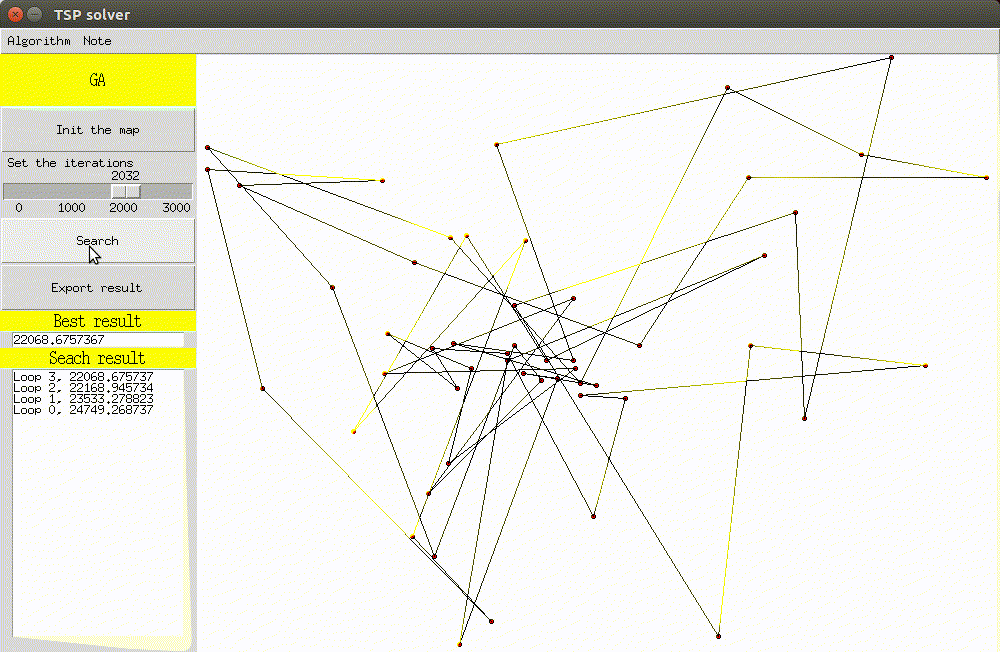 TSP solver
Algorithm Note
GA
Init the map
Set the iterations
2032
0 1000 2000 3000
Search
Export result
Best result
22068.6757367
Seach result
Loop 3, 22068.675737
Loop 2, 22168.945734
Loop 1, 23533.278823
Loop 0, 24749.268737